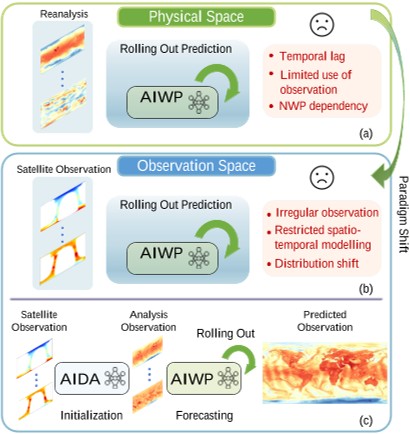 Physical Space
Reanalysis
Rolling Out Prediction
AIWP
• Temporal lag
• Limited use of
observation
• NWP dependency
(a)
Paradigm Shift
Observation Space
Satellite Observation
Rolling Out Prediction
AIWP
• Irregular observation
• Restricted spatio-
temporal modelling
• Distribution shift
(b)
Satellite
Observation
Analysis
Observation
Rolling Out
Predicted
Observation
AIDA
AIWP
Initialization
Forecasting
(c)